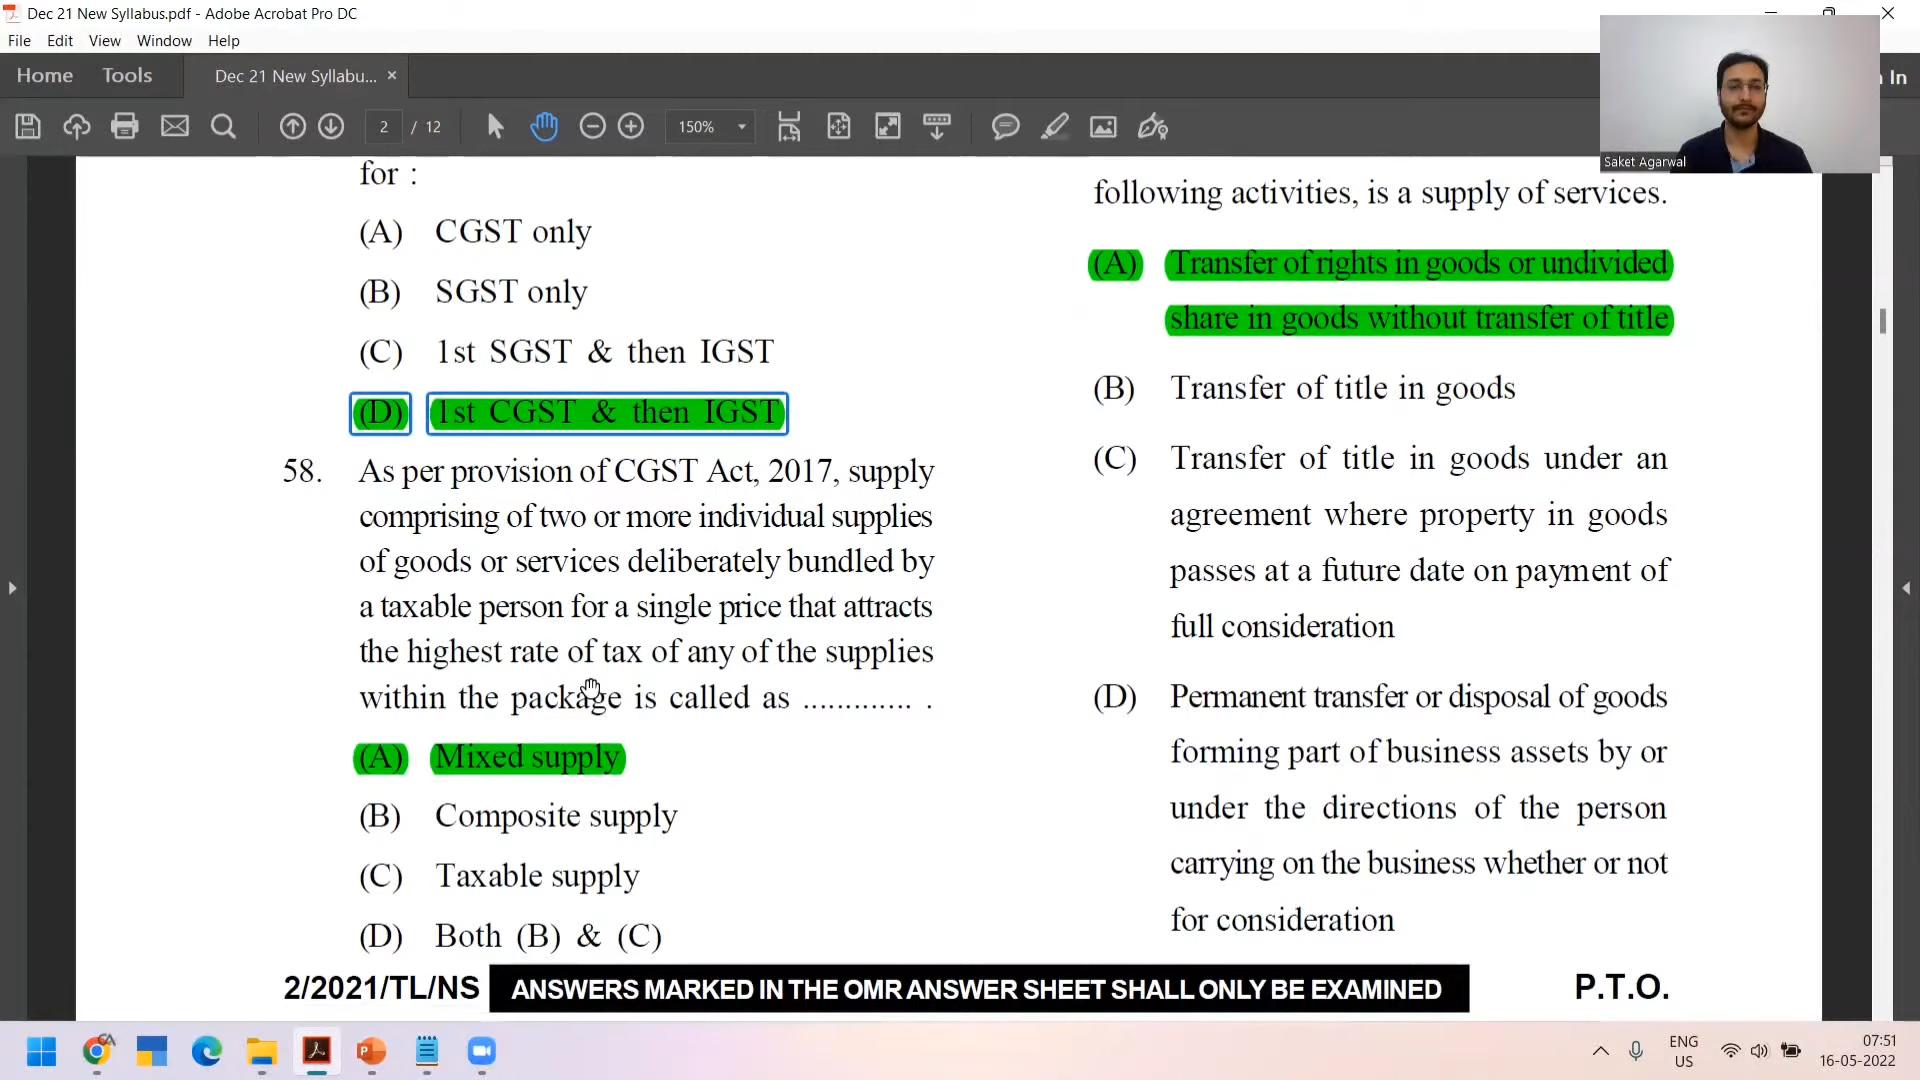 Dec 21 New Syllabus.pdf - Adobe Acrobat Pro DC
File Edit View Window Help
Home Tools Dec 21 New Syllabu... ×
In
2 / 12 150%
Saket Agarwal
for :
(A) CGST only
(B) SGST only
(C) 1st SGST & then IGST
(D) 1st CGST & then IGST
58. As per provision of CGST Act, 2017, supply
comprising of two or more individual supplies
of goods or services deliberately bundled by
a taxable person for a single price that attracts
the highest rate of tax of any of the supplies
within the package is called as ............. .
(A) Mixed supply
(B) Composite supply
(C) Taxable supply
(D) Both (B) & (C)
following activities, is a supply of services.
(A) Transfer of rights in goods or undivided
share in goods without transfer of title
(B) Transfer of title in goods
(C) Transfer of title in goods under an
agreement where property in goods
passes at a future date on payment of
full consideration
(D) Permanent transfer or disposal of goods
forming part of business assets by or
under the directions of the person
carrying on the business whether or not
for consideration
2/2021/TL/NS ANSWERS MARKED IN THE OMR ANSWER SHEET SHALL ONLY BE EXAMINED P.T.O.
ENG
US
07:51
16-05-2022